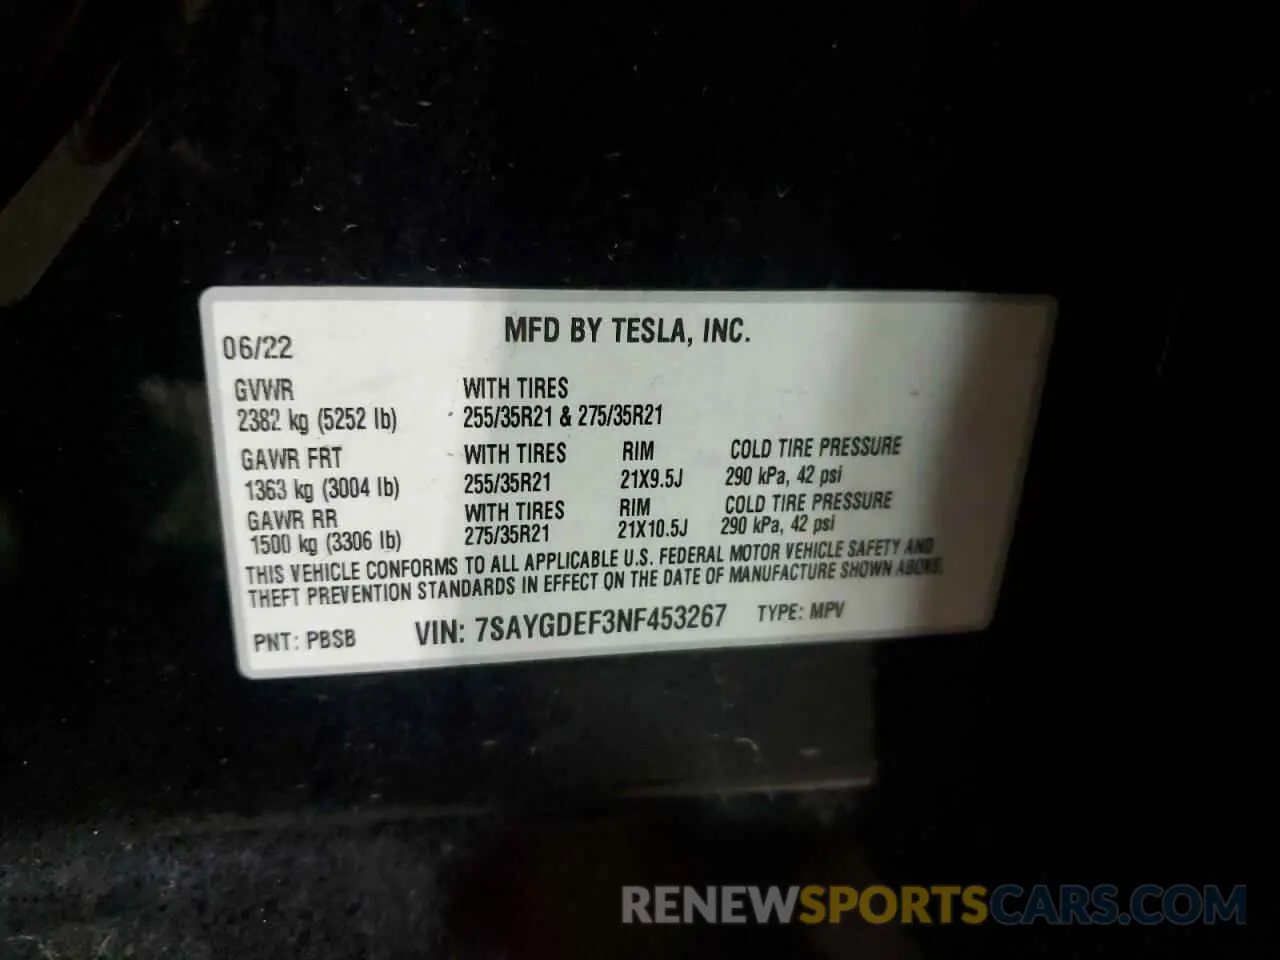 MFD BY TESLA, INC.
06/22
GVWR WITH TIRES
2382 kg (5252 lb) 255/35R21 & 275/35R21
GAWR FRT WITH TIRES RIM COLD TIRE PRESSURE
1363 kg (3004 lb) 255/35R21 21X9.5J 290 kPa, 42 psi
GAWR RR WITH TIRES RIM COLD TIRE PRESSURE
1500 kg (3306 lb) 275/35R21 21X10.5J 290 kPa, 42 psi
THIS VEHICLE CONFORMS TO ALL APPLICABLE U.S. FEDERAL MOTOR VEHICLE SAFETY AND
THEFT PREVENTION STANDARDS IN EFFECT ON THE DATE OF MANUFACTURE SHOWN ABOVE.
PNT: PBSB VIN: 7SAYGDEF3NF453267 TYPE: MPV
RENEWSPORTSCARS.COM